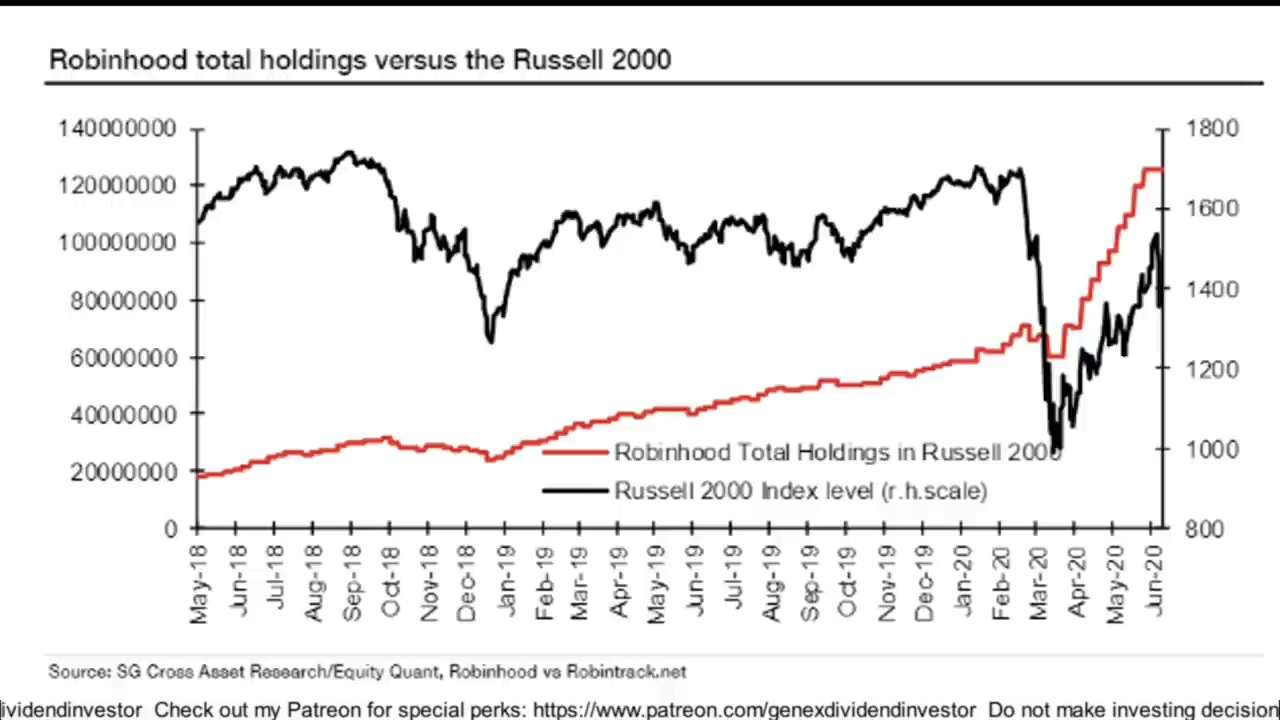 Robinhood total holdings versus the Russell 2000
140000000
120000000
100000000
80000000
60000000
40000000
20000000
0
1800
1600
1400
1200
1000
800
Robinhood Total Holdings in Russell 2000
Russell 2000 Index level (r.h.scale)
May-18
Jun-18
Jul-18
Aug-18
Sep-18
Oct-18
Nov-18
Dec-18
Jan-19
Feb-19
Mar-19
Apr-19
May-19
Jun-19
Jul-19
Aug-19
Sep-19
Oct-19
Nov-19
Dec-19
Jan-20
Feb-20
Mar-20
Apr-20
May-20
Jun-20
Source: SG Cross Asset Research/Equity Quant, Robinhood vs Robintrack.net
ividendinvestor Check out my Patreon for special perks: https://www.patreon.com/genexdividendinvestor Do not make investing decision